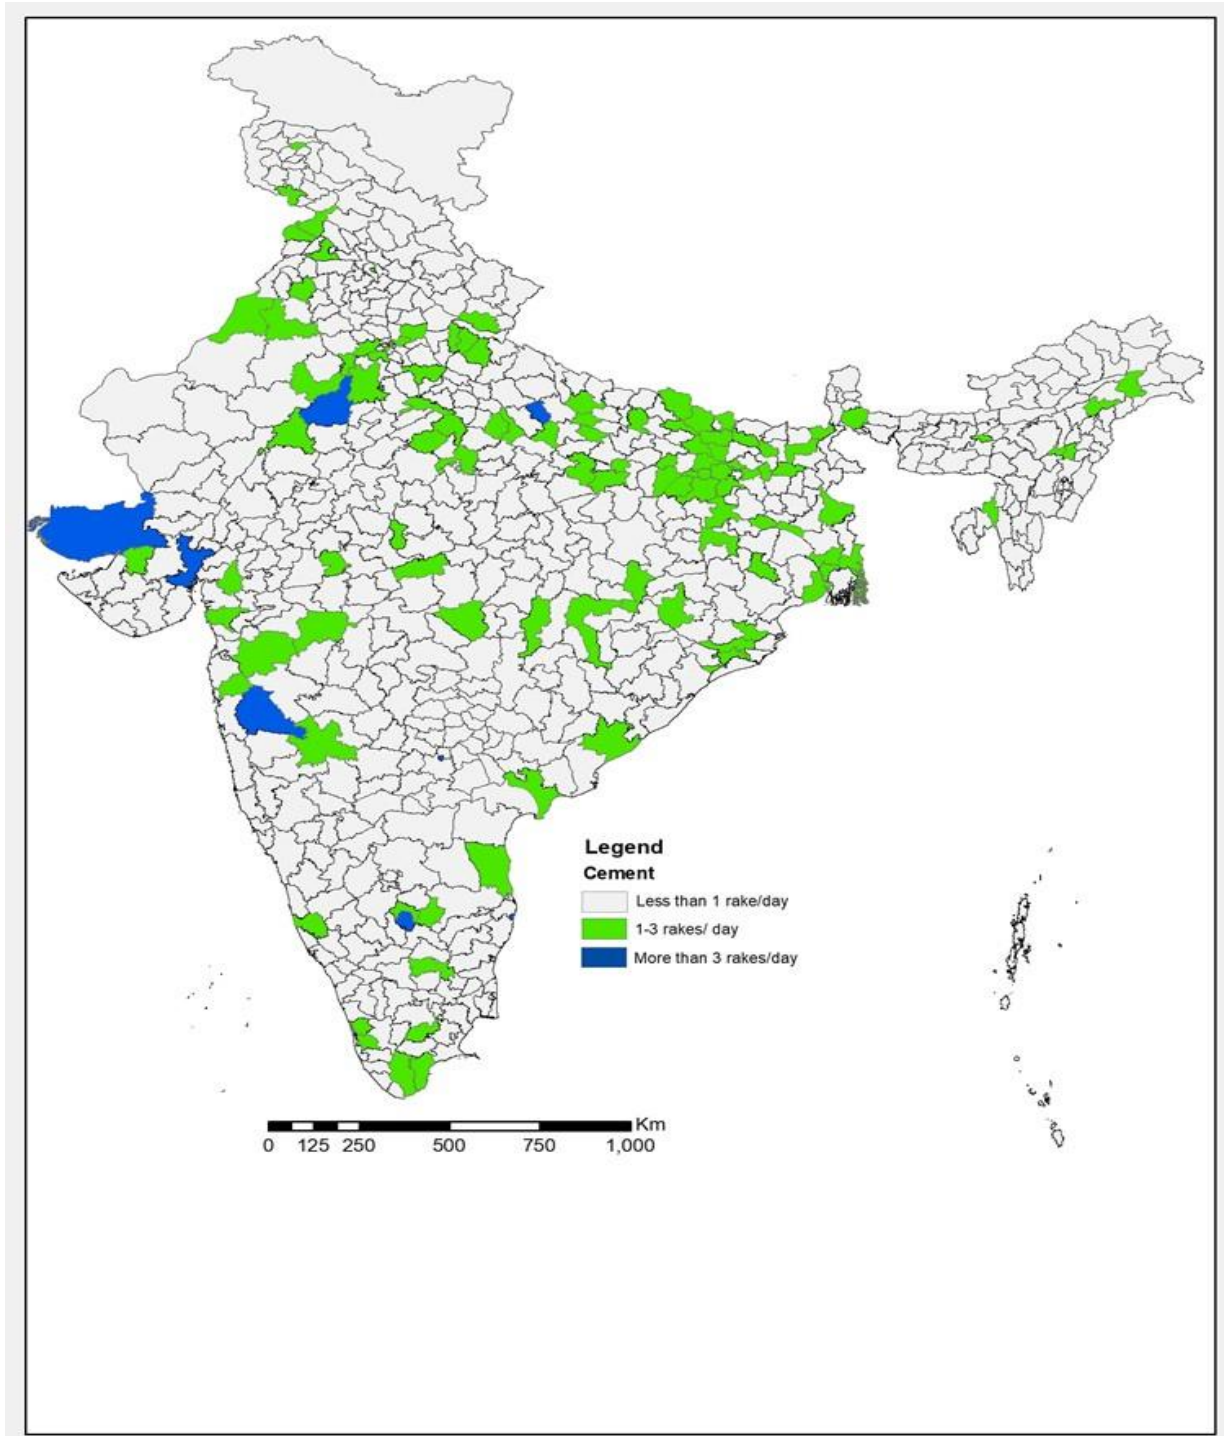 Legend
Cement
Less than 1 rake/day
1-3 rakes/ day
More than 3 rakes/day
Km
0 125 250 500 750 1,000